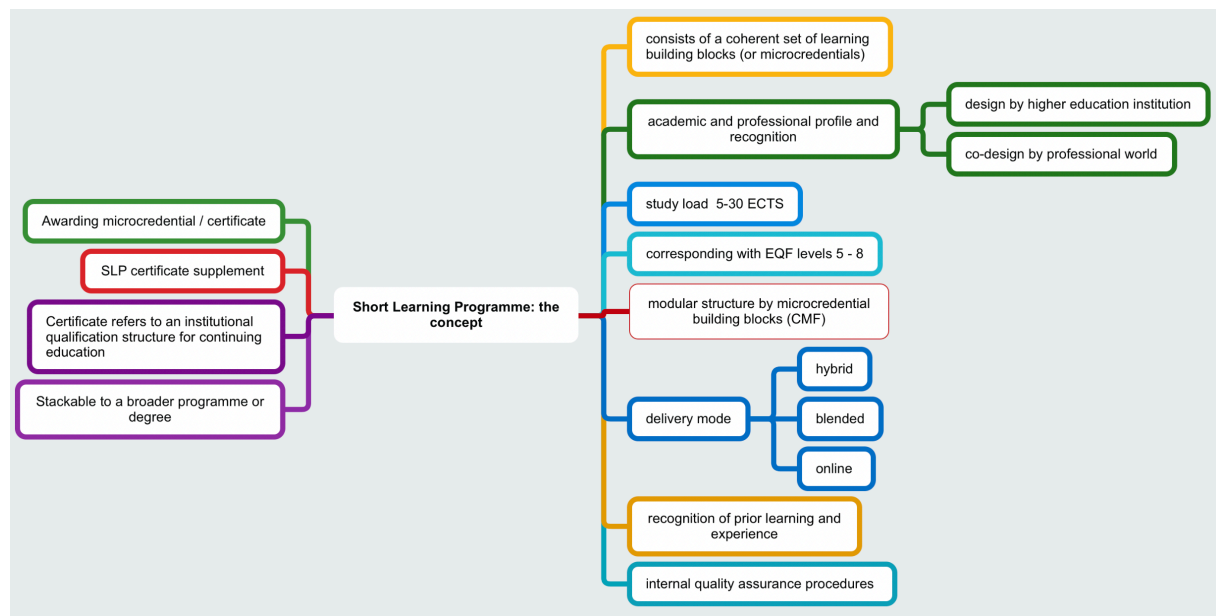 Awarding microcredential / certificate
SLP certificate supplement
Certificate refers to an institutional
qualification structure for continuing
education
Stackable to a broader programme or
degree
Short Learning Programme: the
concept
consists of a coherent set of learning
building blocks (or microcredentials)
academic and professional profile and
recognition
design by higher education institution
co-design by professional world
study load 5-30 ECTS
corresponding with EQF levels 5 - 8
modular structure by microcredential
building blocks (CMF)
delivery mode
hybrid
blended
online
recognition of prior learning and
experience
internal quality assurance procedures